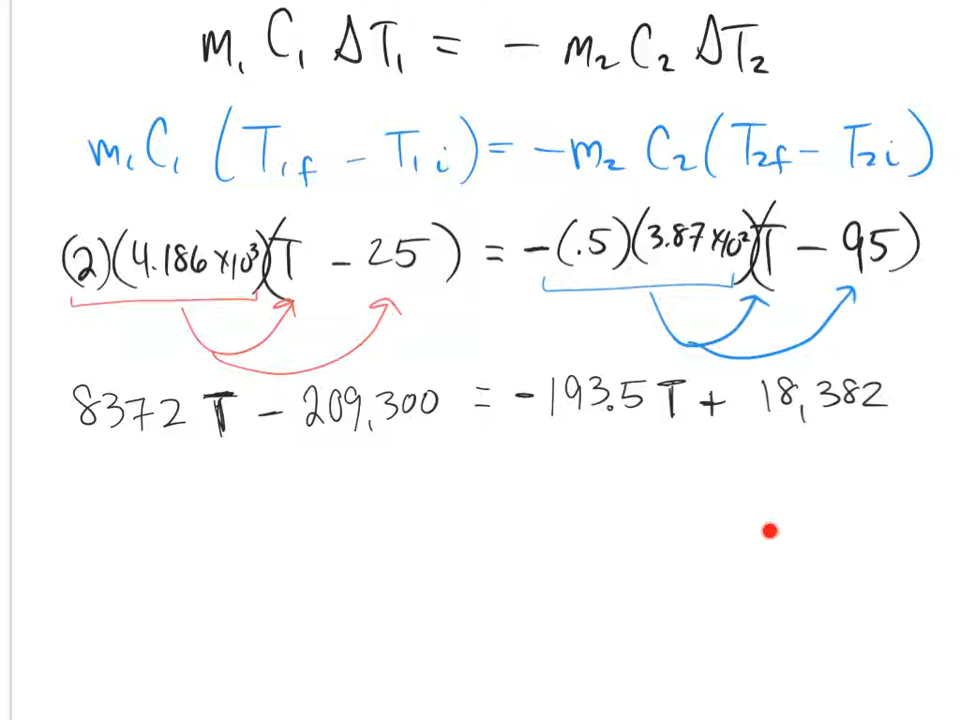 m₁ C₁ ΔT₁ = − m₂ C₂ ΔT₂
m₁C₁ (T₁f − T₁i) = −m₂ C₂ (T₂f − T₂i)
(2)(4.186×10³)(T − 25) = −(.5)(3.87×10²)(T − 95)
8372 T − 209,300 = −193.5 T + 18,382